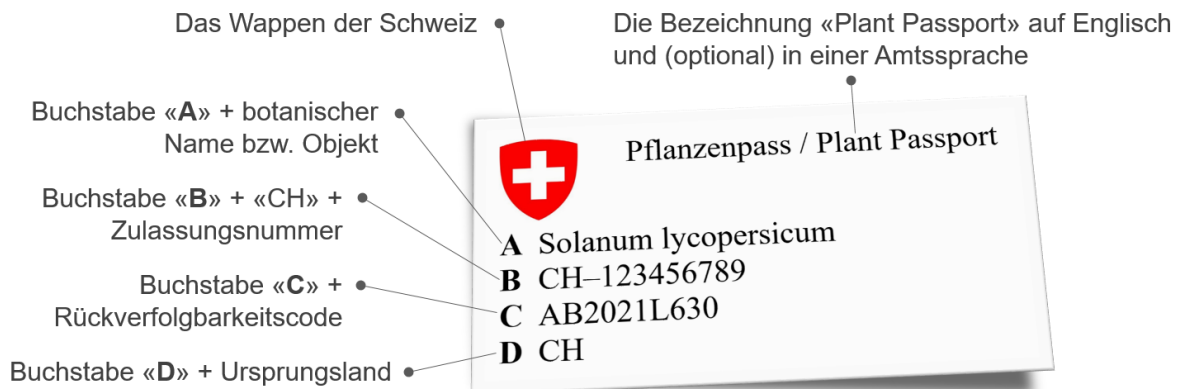 Das Wappen der Schweiz
Die Bezeichnung «Plant Passport» auf Englisch
und (optional) in einer Amtssprache
Buchstabe «A» + botanischer
Name bzw. Objekt
Buchstabe «B» + «CH» +
Zulassungsnummer
Buchstabe «C» +
Rückverfolgbarkeitscode
Buchstabe «D» + Ursprungsland
Pflanzenpass / Plant Passport
A Solanum lycopersicum
B CH–123456789
C AB2021L630
D CH